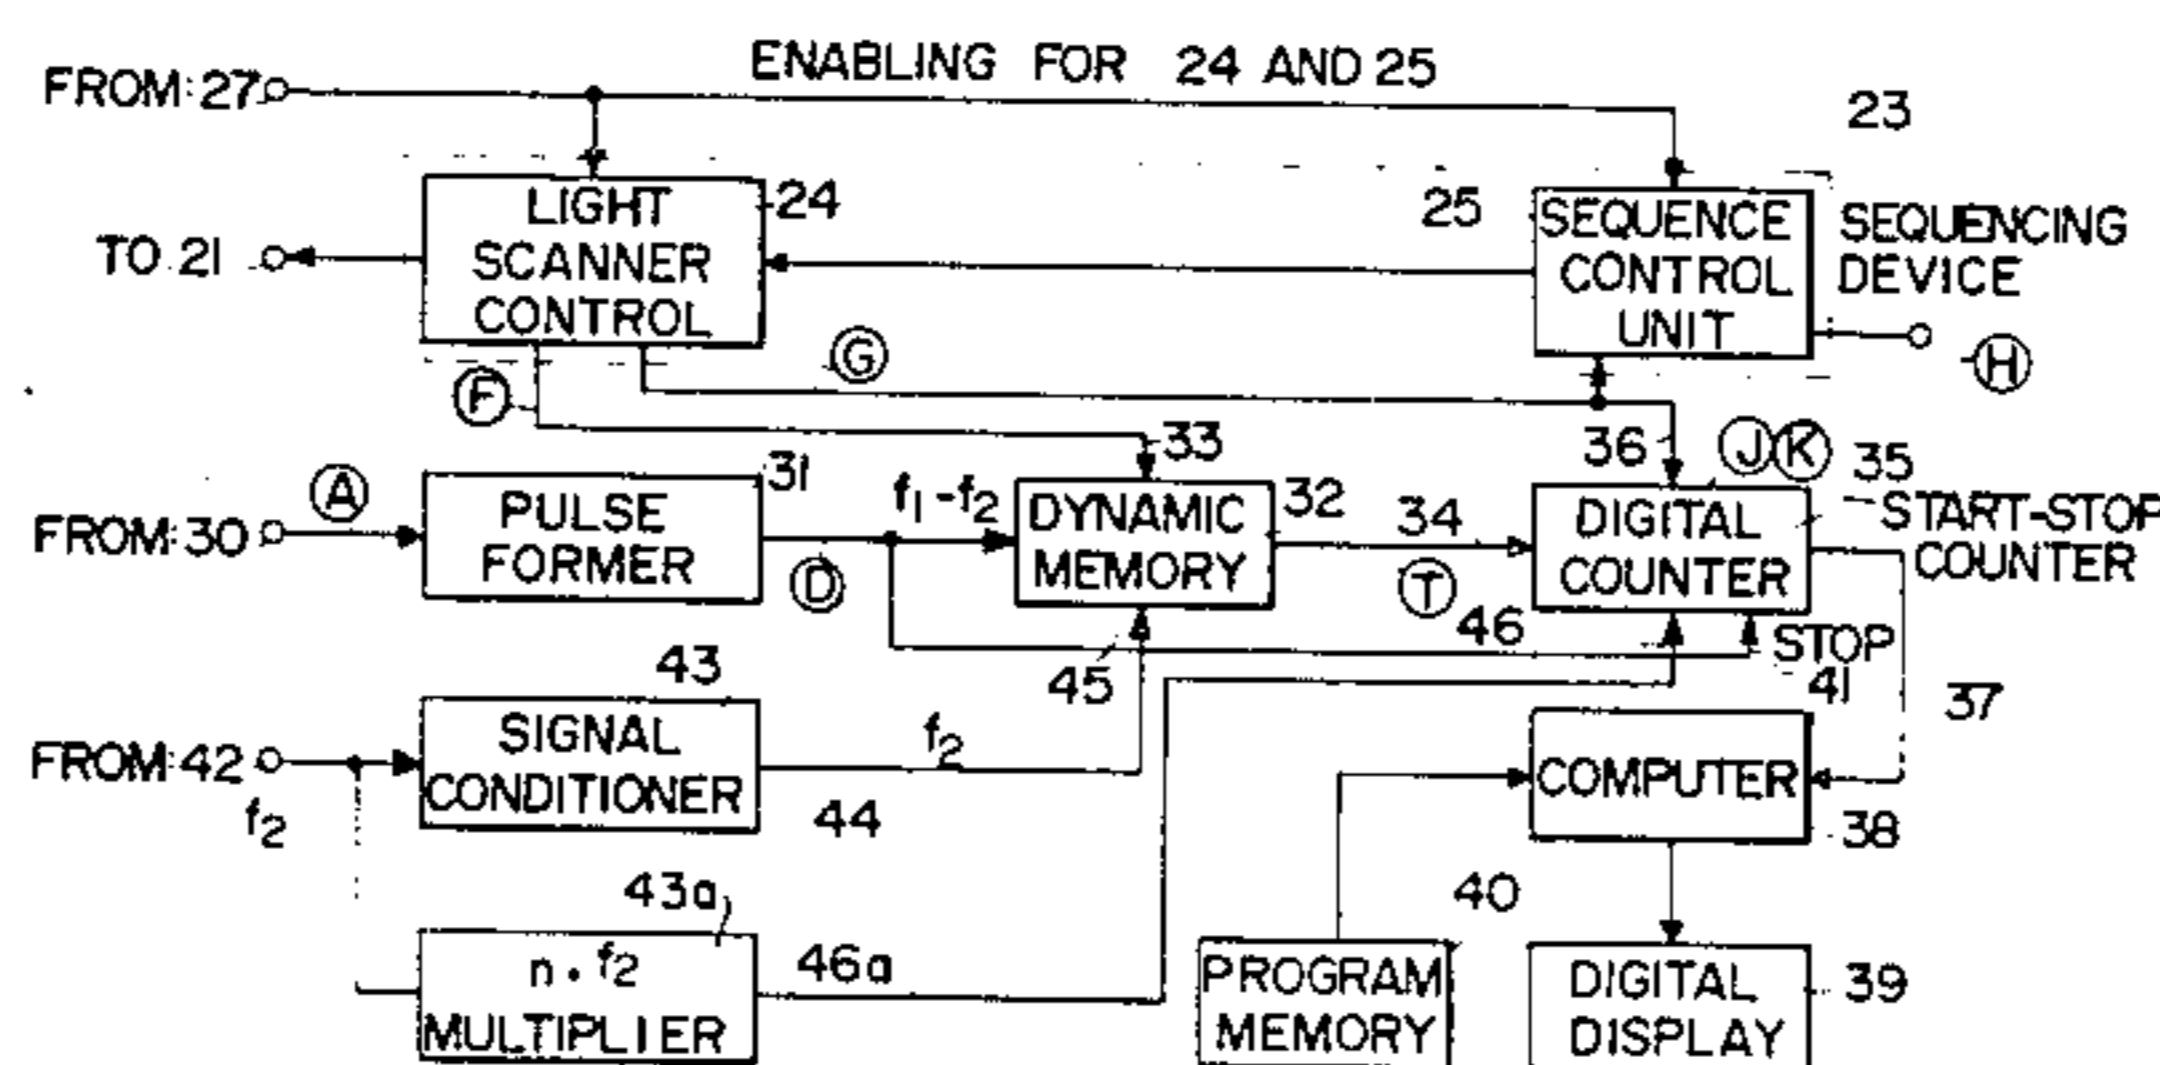 ENABLING FOR 24 AND 25
FROM: 27
23
LIGHT
SCANNER
CONTROL
24
25
SEQUENCE
CONTROL
UNIT
SEQUENCING
DEVICE
TO 21
G
H
F
33
36
J K
35
START-STOP
COUNTER
A
FROM: 30
PULSE
FORMER
31
D
f1-f2
DYNAMIC
MEMORY
32
34
T
DIGITAL
COUNTER
46
STOP
41
45
37
43
FROM: 42
f2
SIGNAL
CONDITIONER
f2
44
COMPUTER
38
43a
n · f2
MULTIPLIER
46a
40
PROGRAM
MEMORY
DIGITAL
DISPLAY
39